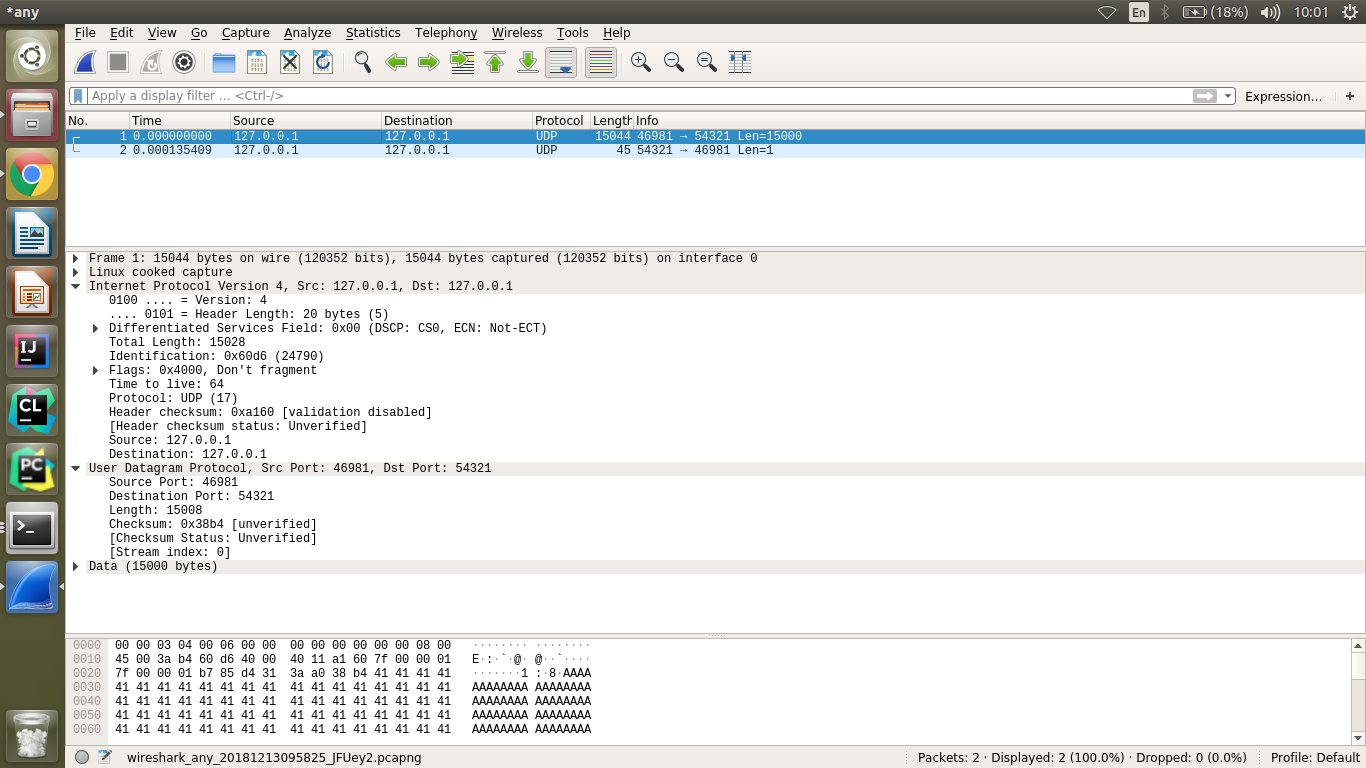 *any
En
(18%)
10:01
File Edit View Go Capture Analyze Statistics Telephony Wireless Tools Help
Apply a display filter ... <Ctrl-/>
Expression…
+
No. Time Source Destination Protocol Length Info
1 0.000000000 127.0.0.1 127.0.0.1 UDP 15044 46981 → 54321 Len=15000
2 0.000135409 127.0.0.1 127.0.0.1 UDP 45 54321 → 46981 Len=1
Frame 1: 15044 bytes on wire (120352 bits), 15044 bytes captured (120352 bits) on interface 0
Linux cooked capture
Internet Protocol Version 4, Src: 127.0.0.1, Dst: 127.0.0.1
0100 .... = Version: 4
.... 0101 = Header Length: 20 bytes (5)
Differentiated Services Field: 0x00 (DSCP: CS0, ECN: Not-ECT)
Total Length: 15028
Identification: 0x60d6 (24790)
Flags: 0x4000, Don't fragment
Time to live: 64
Protocol: UDP (17)
Header checksum: 0xa160 [validation disabled]
[Header checksum status: Unverified]
Source: 127.0.0.1
Destination: 127.0.0.1
User Datagram Protocol, Src Port: 46981, Dst Port: 54321
Source Port: 46981
Destination Port: 54321
Length: 15008
Checksum: 0x38b4 [unverified]
[Checksum Status: Unverified]
[Stream index: 0]
Data (15000 bytes)
0000 00 00 03 04 00 06 00 00 00 00 00 00 00 00 08 00 ········ ········
0010 45 00 3a b4 60 d6 40 00 40 11 a1 60 7f 00 00 01 E·:·`·@· @··`····
0020 7f 00 00 01 b7 85 d4 31 3a a0 38 b4 41 41 41 41 ·······1 :·8·AAAA
0030 41 41 41 41 41 41 41 41 41 41 41 41 41 41 41 41 AAAAAAAA AAAAAAAA
0040 41 41 41 41 41 41 41 41 41 41 41 41 41 41 41 41 AAAAAAAA AAAAAAAA
0050 41 41 41 41 41 41 41 41 41 41 41 41 41 41 41 41 AAAAAAAA AAAAAAAA
0060 41 41 41 41 41 41 41 41 41 41 41 41 41 41 41 41 AAAAAAAA AAAAAAAA
wireshark_any_20181213095825_JFUey2.pcapng
Packets: 2 · Displayed: 2 (100.0%) · Dropped: 0 (0.0%)
Profile: Default
IJ
CL
PC
>_